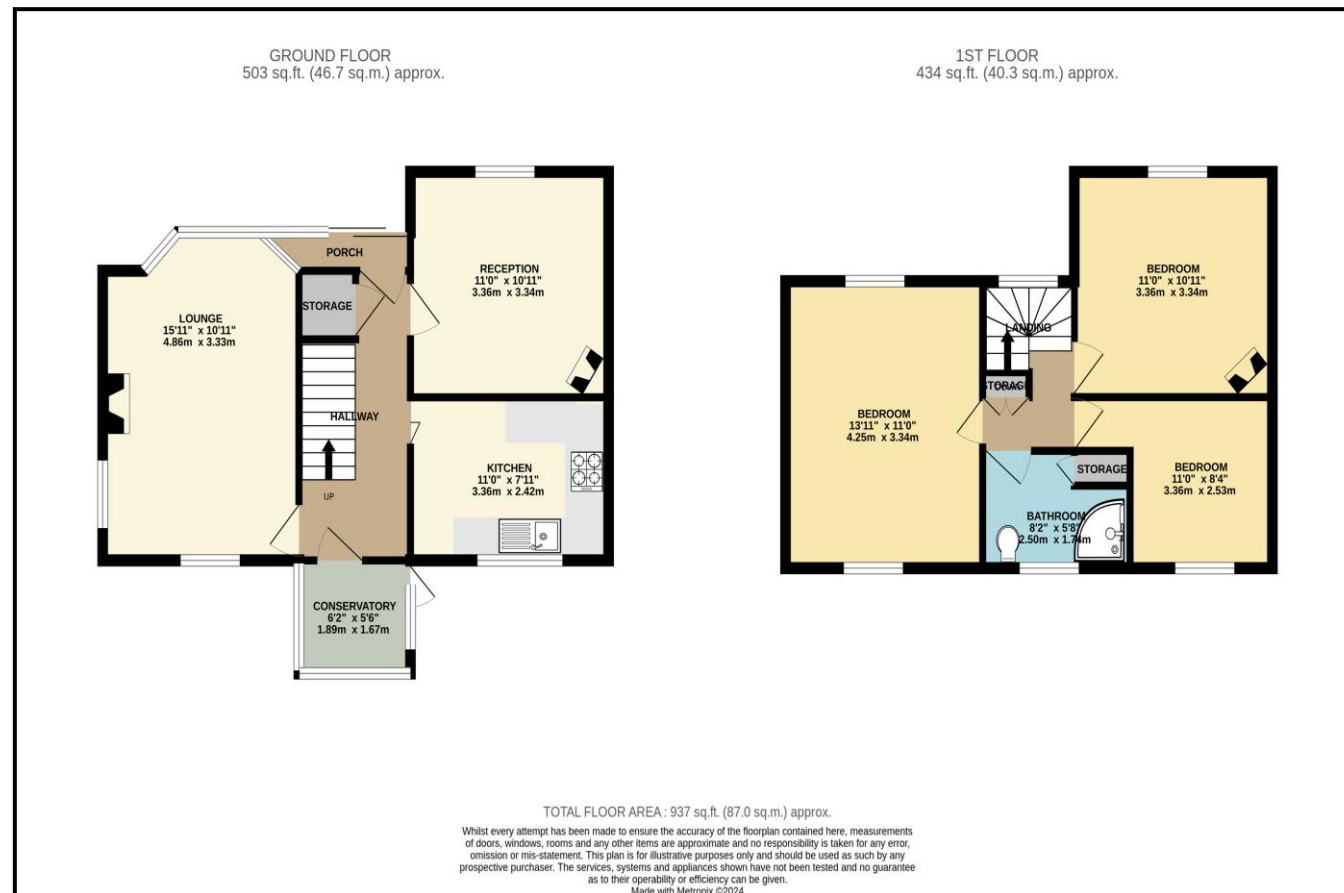 GROUND FLOOR
503 sq.ft. (46.7 sq.m.) approx.
PORCH
STORAGE
LOUNGE
15'11" x 10'11"
4.86m x 3.33m
RECEPTION
11'0" x 10'11"
3.36m x 3.34m
HALLWAY
UP
KITCHEN
11'0" x 7'11"
3.36m x 2.42m
CONSERVATORY
6'2" x 5'6"
1.89m x 1.67m
1ST FLOOR
434 sq.ft. (40.3 sq.m.) approx.
BEDROOM
11'0" x 10'11"
3.36m x 3.34m
LANDING
STORAGE
BEDROOM
13'11" x 11'0"
4.25m x 3.34m
STORAGE
BEDROOM
11'0" x 8'4"
3.36m x 2.53m
BATHROOM
8'2" x 5'8"
2.50m x 1.74m
TOTAL FLOOR AREA : 937 sq.ft. (87.0 sq.m.) approx.
Whilst every attempt has been made to ensure the accuracy of the floorplan contained here, measurements
of doors, windows, rooms and any other items are approximate and no responsibility is taken for any error,
omission or mis-statement. This plan is for illustrative purposes only and should be used as such by any
prospective purchaser. The services, systems and appliances shown have not been tested and no guarantee
as to their operability or efficiency can be given.
Made with Metropix ©2024